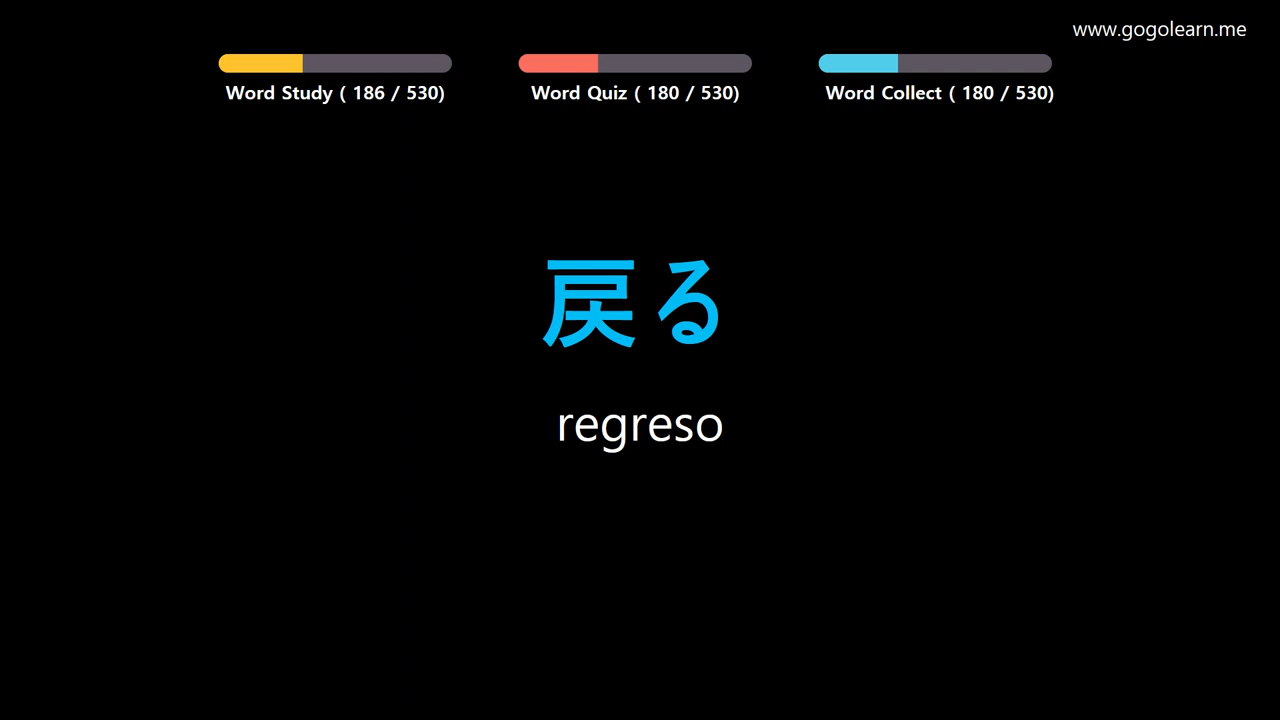 www.gogolearn.me
Word Study ( 186 / 530)
Word Quiz ( 180 / 530)
Word Collect ( 180 / 530)
戻る
regreso